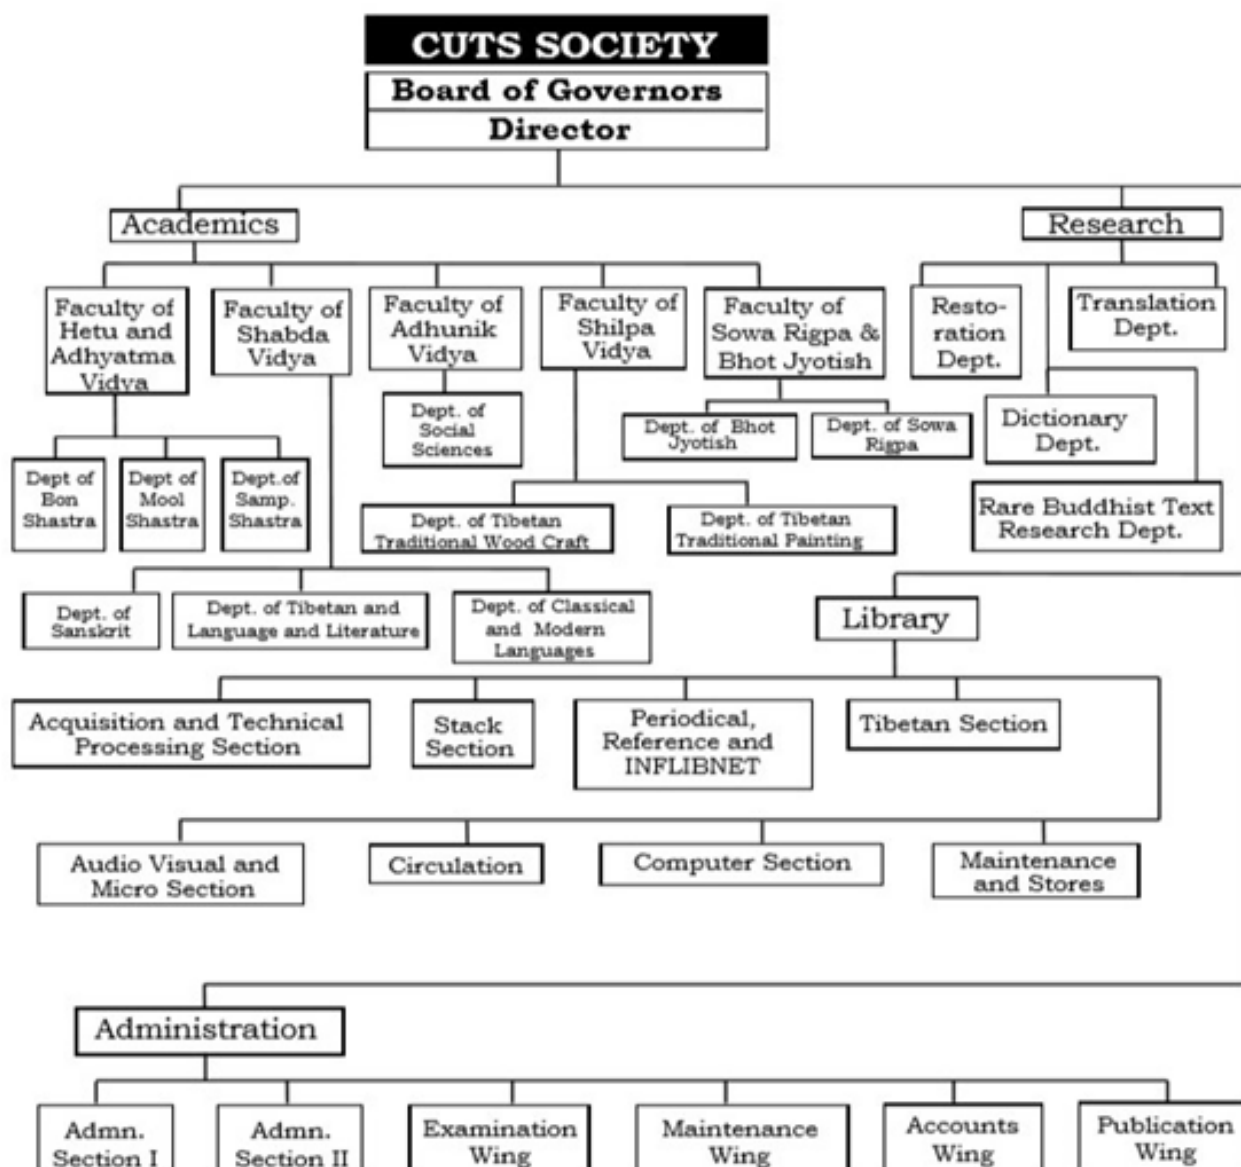 CUTS SOCIETY
Board of Governors
Director
Academics
Research
Faculty of
Hetu and
Adhyatma
Vidya
Faculty of
Shabda
Vidya
Faculty of
Adhunik
Vidya
Faculty of
Shilpa
Vidya
Faculty of
Sowa Rigpa &
Bhot Jyotish
Resto-
ration
Dept.
Translation
Dept.
Dept. of
Social
Sciences
Dept. of Bhot
Jyotish
Dept. of Sowa
Rigpa
Dictionary
Dept.
Dept of
Bon
Shastra
Dept of
Mool
Shastra
Dept.of
Samp.
Shastra
Dept. of Tibetan
Traditional Wood Craft
Dept. of Tibetan
Traditional Painting
Rare Buddhist Text
Research Dept.
Dept. of
Sanskrit
Dept. of Tibetan and
Language and Literature
Dept. of Classical
and Modern
Languages
Library
Acquisition and Technical
Processing Section
Stack
Section
Periodical,
Reference and
INFLIBNET
Tibetan Section
Audio Visual and
Micro Section
Circulation
Computer Section
Maintenance
and Stores
Administration
Admn.
Section I
Admn.
Section II
Examination
Wing
Maintenance
Wing
Accounts
Wing
Publication
Wing